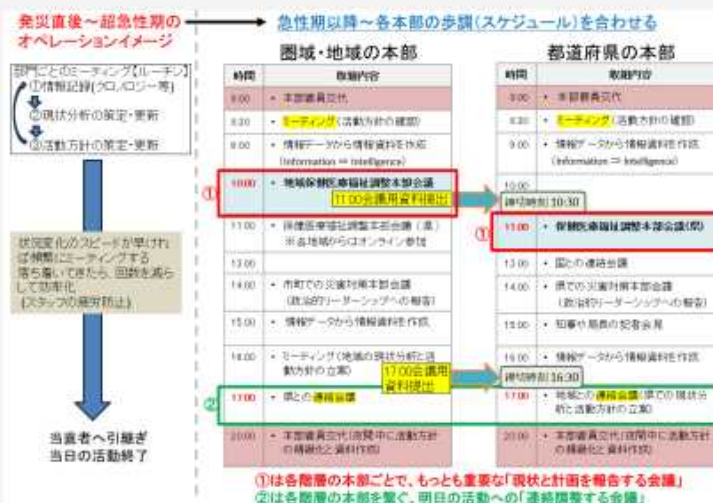 発災直後～超急性期の
オペレーションイメージ
急性期以降～各本部の歩調(スケジュール)を合わせる
部門ごとのミーティング【ルーチン】
①情報記録(クロノロジー等)
②現状分析の策定・更新
③活動方針の策定・更新
状況変化のスピードが早ければ
頻繁にミーティングする
落ち着いてきたら、回数を減ら
して効率化
(スタッフの疲労防止)
当直者へ引継ぎ
当日の活動終了
圏域・地域の本部
時間 取組内容
8:00 ・ 本部要員交代
8:30 ・ ミーティング(活動方針の確認)
9:00 ・ 情報データから情報資料を作成
(Information ⇒ Intelligence)
① 10:00 ・ 地域保健医療福祉調整本部会議
11:00会議用資料提出
11:00 ・ 保健医療福祉調整本部会議(県)
※各地域からはオンライン参加
13:00
14:00 ・ 市町での災害対策本部会議
(政治的リーダーシップへの報告)
15:00 ・ 情報データから情報資料を作成
16:00 ・ ミーティング(地域の現状分析と活
動方針の立案)
17:00会議用
資料提出
② 17:00 ・ 県との連絡会議
20:00 ・ 本部要員交代(夜間中に活動方針
の精緻化と資料作成)
都道府県の本部
時間 取組内容
8:00 ・ 本部要員交代
8:30 ・ ミーティング(活動方針の確認)
9:00 ・ 情報データから情報資料を作成
(Information ⇒ Intelligence)
10:00
締切時刻 10:30
① 11:00 ・ 保健医療福祉調整本部会議(県)
13:00 ・ 国との連絡会議
14:00 ・ 県での災害対策本部会議
(政治的リーダーシップへの報告)
15:00 ・ 知事や局長の記者会見
16:00 ・ 情報データから情報資料を作成
締切時刻 16:30
17:00 ・ 地域との連絡会議(県での現状分
析と活動方針の立案)
20:00 ・ 本部要員交代(夜間中に活動方針
の精緻化と資料作成)
①は各階層の本部ごとで、もっとも重要な「現状と計画を報告する会議」
②は各階層の本部を繋ぐ、明日の活動への「連絡調整する会議」